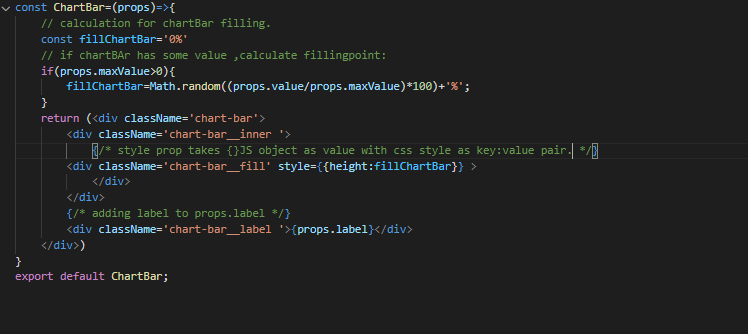 const ChartBar=(props)=>{
// calculation for chartBar filling.
const fillChartBar='0%'
// if chartBAr has some value ,calculate fillingpoint:
if(props.maxValue>0){
fillChartBar=Math.random((props.value/props.maxValue)*100)+'%';
}
return (<div className='chart-bar'>
<div className='chart-bar__inner '>
{/* style prop takes {}JS object as value with css style as key:value pair. */}
<div className='chart-bar__fill' style={{height:fillChartBar}} >
</div>
</div>
{/* adding label to props.label */}
<div className='chart-bar__label '>{props.label}</div>
</div>)
}
export default ChartBar;